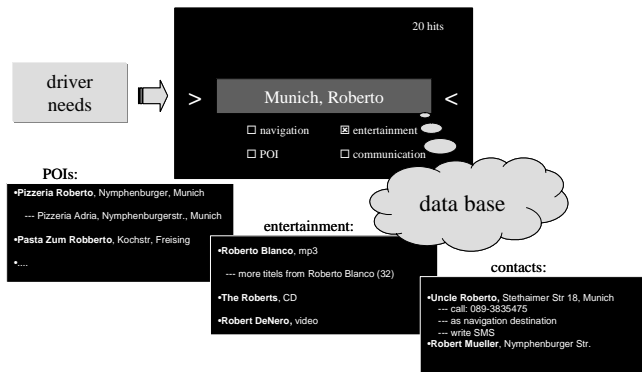 20 hits
driver
needs
> Munich, Roberto <
☐ navigation ☒ entertainment
☐ POI ☐ communication
data base
POIs:
•Pizzeria Roberto, Nymphenburger, Munich
--- Pizzeria Adria, Nymphenburgerstr., Munich
•Pasta Zum Robberto, Kochstr, Freising
•....
entertainment:
•Roberto Blanco, mp3
--- more titels from Roberto Blanco (32)
•The Roberts, CD
•Robert DeNero, video
contacts:
•Uncle Roberto, Stethaimer Str 18, Munich
--- call: 089-3835475
--- as navigation destination
--- write SMS
•Robert Mueller, Nymphenburger Str.